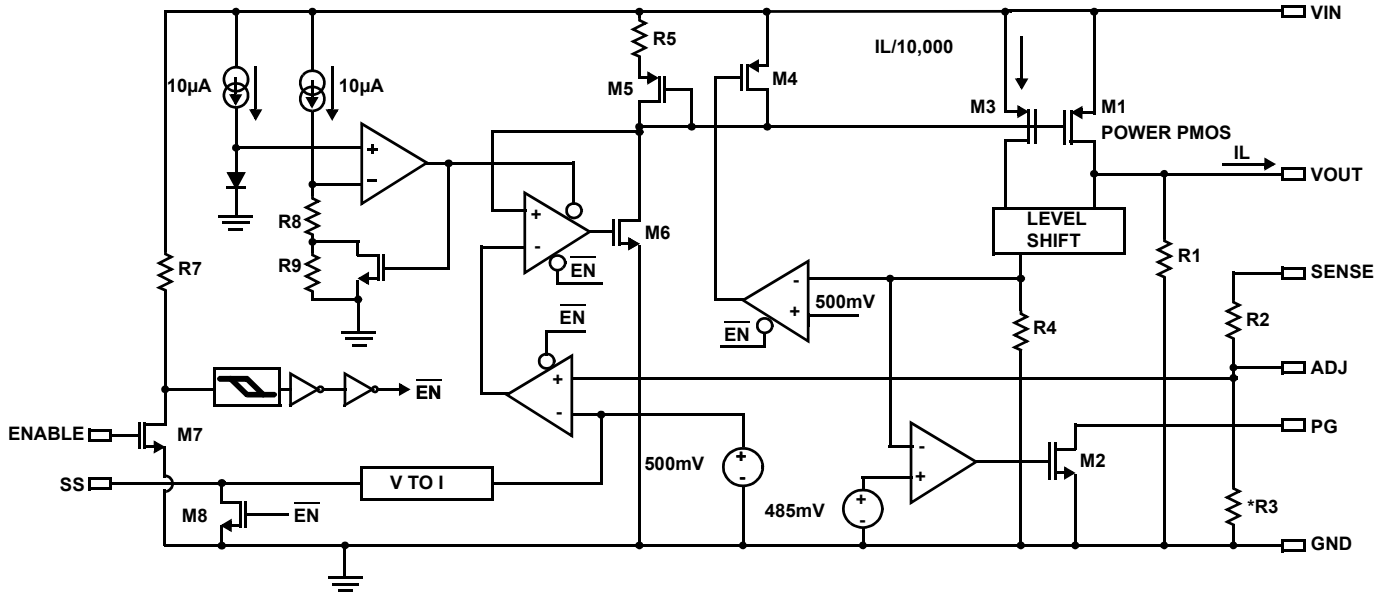 VIN
R5
IL/10,000
10µA
10µA
M5
M4
M3
M1
POWER PMOS
IL
VOUT
+
-
R8
R9
+
-
M6
EN
LEVEL
SHIFT
R1
R7
SENSE
-
+
500mV
EN
R4
R2
EN
+
-
ADJ
EN
ENABLE
M7
PG
500mV
+
-
-
+
M2
SS
V TO I
485mV
+
-
*R3
M8
EN
GND